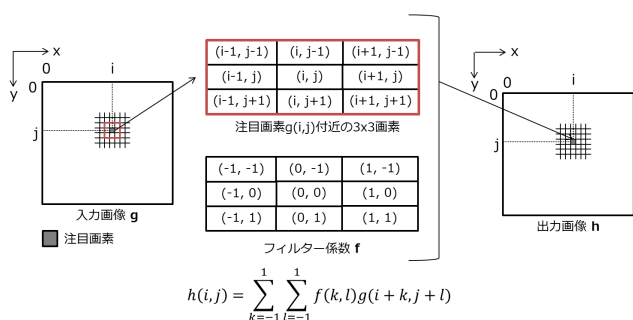 0
x
i
0
y
j
入力画像 g
注目画素
(i-1, j-1) (i, j-1) (i+1, j-1)
(i-1, j) (i, j) (i+1, j)
(i-1, j+1) (i, j+1) (i+1, j+1)
注目画素g(i,j)付近の3x3画素
(-1, -1) (0, -1) (1, -1)
(-1, 0) (0, 0) (1, 0)
(-1, 1) (0, 1) (1, 1)
フィルター係数 f
0
x
i
0
y
j
出力画像 h
h(i,j) = ∑_{k=-1}^{1} ∑_{l=-1}^{1} f(k,l)g(i+k,j+l)